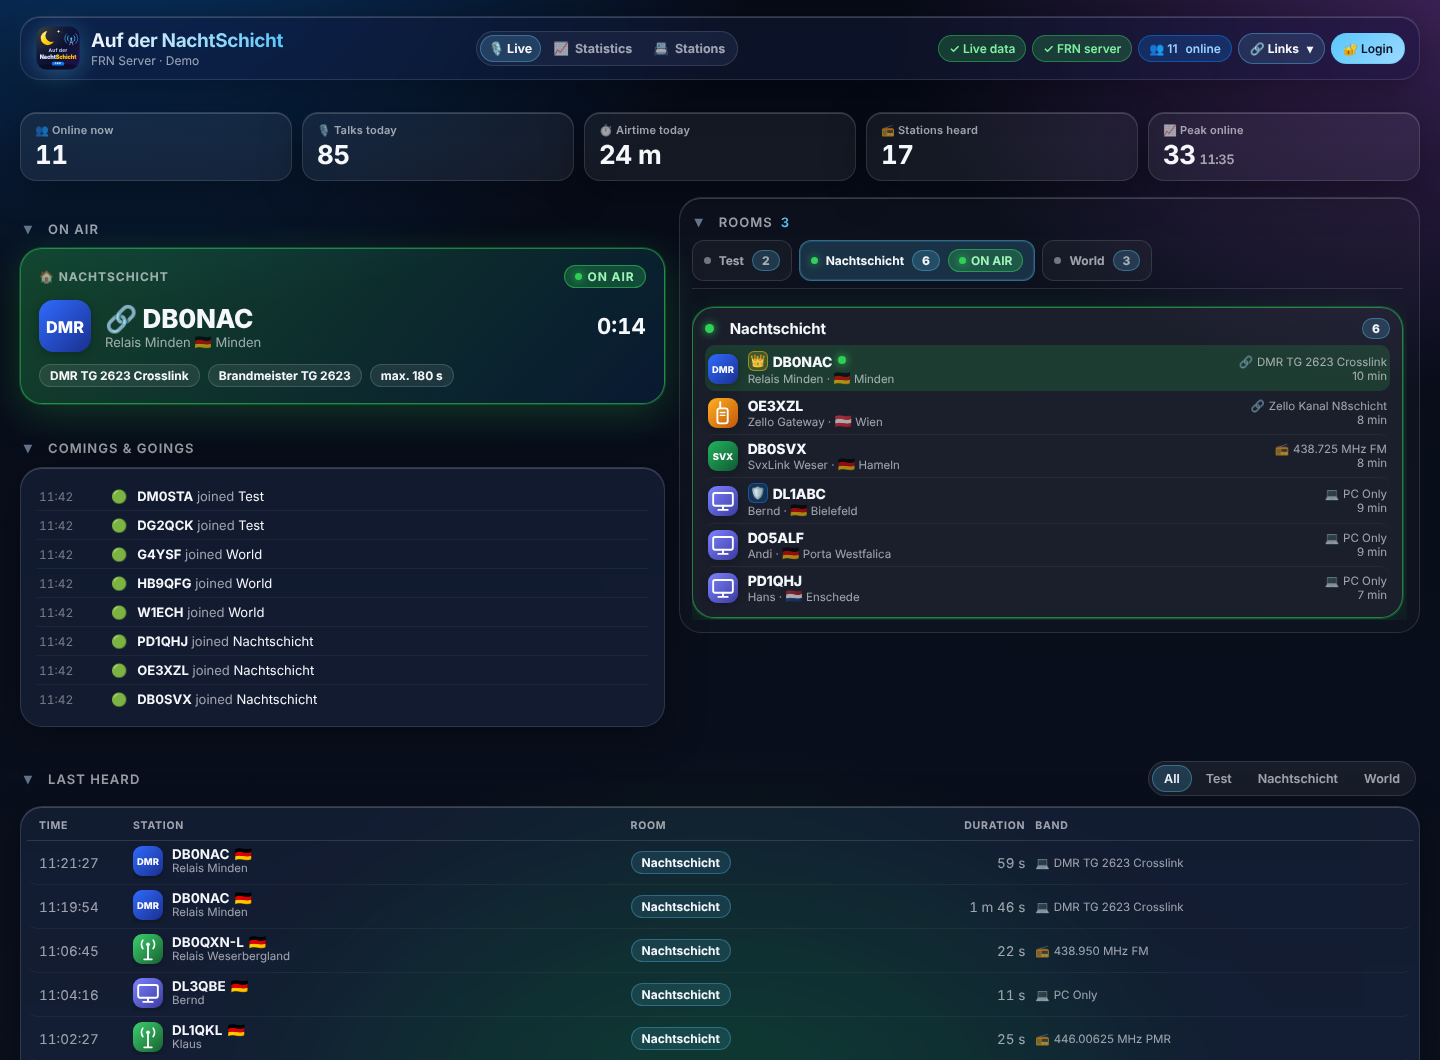 Auf der NachtSchicht
FRN Server · Demo
Live
Statistics
Stations
✓ Live data
✓ FRN server
11 online
Links ▾
Login
Online now
11
Talks today
85
Airtime today
24 m
Stations heard
17
Peak online
33 11:35
▼ ON AIR
NACHTSCHICHT
ON AIR
DMR
DB0NAC
0:14
Relais Minden Minden
DMR TG 2623 Crosslink
Brandmeister TG 2623
max. 180 s
▼ COMINGS & GOINGS
11:42 DM0STA joined Test
11:42 DG2QCK joined Test
11:42 G4YSF joined World
11:42 HB9QFG joined World
11:42 W1ECH joined World
11:42 PD1QHJ joined Nachtschicht
11:42 OE3XZL joined Nachtschicht
11:42 DB0SVX joined Nachtschicht
▼ ROOMS 3
Test 2
Nachtschicht 6 ON AIR
World 3
Nachtschicht 6
DMR
DB0NAC
Relais Minden · Minden
DMR TG 2623 Crosslink
10 min
OE3XZL
Zello Gateway · Wien
Zello Kanal N8schicht
8 min
SVX
DB0SVX
SvxLink Weser · Hameln
438.725 MHz FM
8 min
DL1ABC
Bernd · Bielefeld
PC Only
9 min
DO5ALF
Andi · Porta Westfalica
PC Only
9 min
PD1QHJ
Hans · Enschede
PC Only
7 min
▼ LAST HEARD
All
Test
Nachtschicht
World
TIME STATION ROOM DURATION BAND
11:21:27 DMR DB0NAC Nachtschicht 59 s DMR TG 2623 Crosslink
Relais Minden
11:19:54 DMR DB0NAC Nachtschicht 1 m 46 s DMR TG 2623 Crosslink
Relais Minden
11:06:45 DB0QXN-L Nachtschicht 22 s 438.950 MHz FM
Relais Weserbergland
11:04:16 DL3QBE Nachtschicht 11 s PC Only
Bernd
11:02:27 DL1QKL Nachtschicht 25 s 446.00625 MHz PMR
Klaus